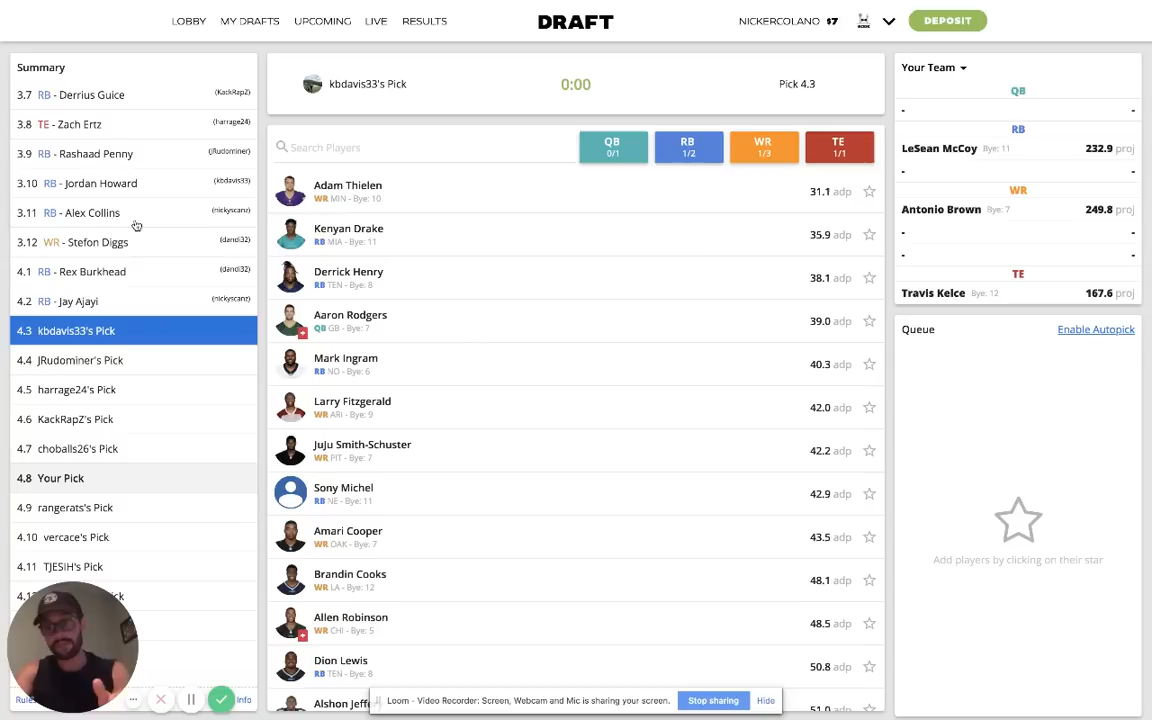 LOBBY MY DRAFTS UPCOMING LIVE RESULTS DRAFT NICKERCOLANO $7 DEPOSIT
Summary
3.7 RB - Derrius Guice (KackRapZ)
3.8 TE - Zach Ertz (harrage24)
3.9 RB - Rashaad Penny (JRudominer)
3.10 RB - Jordan Howard (kbdavis33)
3.11 RB - Alex Collins (nickyscanz)
3.12 WR - Stefon Diggs (dandi32)
4.1 RB - Rex Burkhead (dandi32)
4.2 RB - Jay Ajayi (nickyscanz)
4.3 kbdavis33's Pick
4.4 JRudominer's Pick
4.5 harrage24's Pick
4.6 KackRapZ's Pick
4.7 choballs26's Pick
4.8 Your Pick
4.9 rangerats's Pick
4.10 vercace's Pick
4.11 TJESIH's Pick
Rules
Info
kbdavis33's Pick 0:00 Pick 4.3
Search Players
QB RB WR TE
0/1 1/2 1/3 1/1
Adam Thielen
WR MIN - Bye: 10
31.1 adp
Kenyan Drake
RB MIA - Bye: 11
35.9 adp
Derrick Henry
RB TEN - Bye: 8
38.1 adp
Aaron Rodgers
QB GB - Bye: 7
39.0 adp
Mark Ingram
RB NO - Bye: 6
40.3 adp
Larry Fitzgerald
WR ARI - Bye: 9
42.0 adp
JuJu Smith-Schuster
WR PIT - Bye: 7
42.2 adp
Sony Michel
RB NE - Bye: 11
42.9 adp
Amari Cooper
WR OAK - Bye: 7
43.5 adp
Brandin Cooks
WR LA - Bye: 12
48.1 adp
Allen Robinson
WR CHI - Bye: 5
48.5 adp
Dion Lewis
RB TEN - Bye: 8
50.8 adp
Alshon
51.0 adp
Loom - Video Recorder: Screen, Webcam and Mic is sharing your screen. Stop sharing Hide
Your Team
QB
- -
RB
LeSean McCoy Bye: 11 232.9 proj
- -
WR
Antonio Brown Bye: 7 249.8 proj
- -
- -
TE
Travis Kelce Bye: 12 167.6 proj
Queue Enable Autopick
Add players by clicking on their star